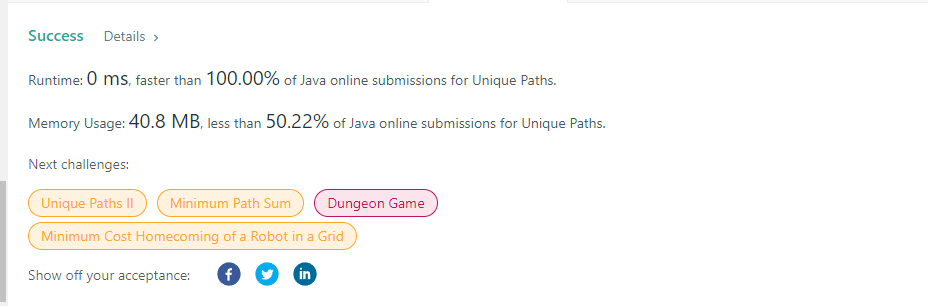 Success Details >
Runtime: 0 ms, faster than 100.00% of Java online submissions for Unique Paths.
Memory Usage: 40.8 MB, less than 50.22% of Java online submissions for Unique Paths.
Next challenges:
Unique Paths II Minimum Path Sum Dungeon Game
Minimum Cost Homecoming of a Robot in a Grid
Show off your acceptance: f in